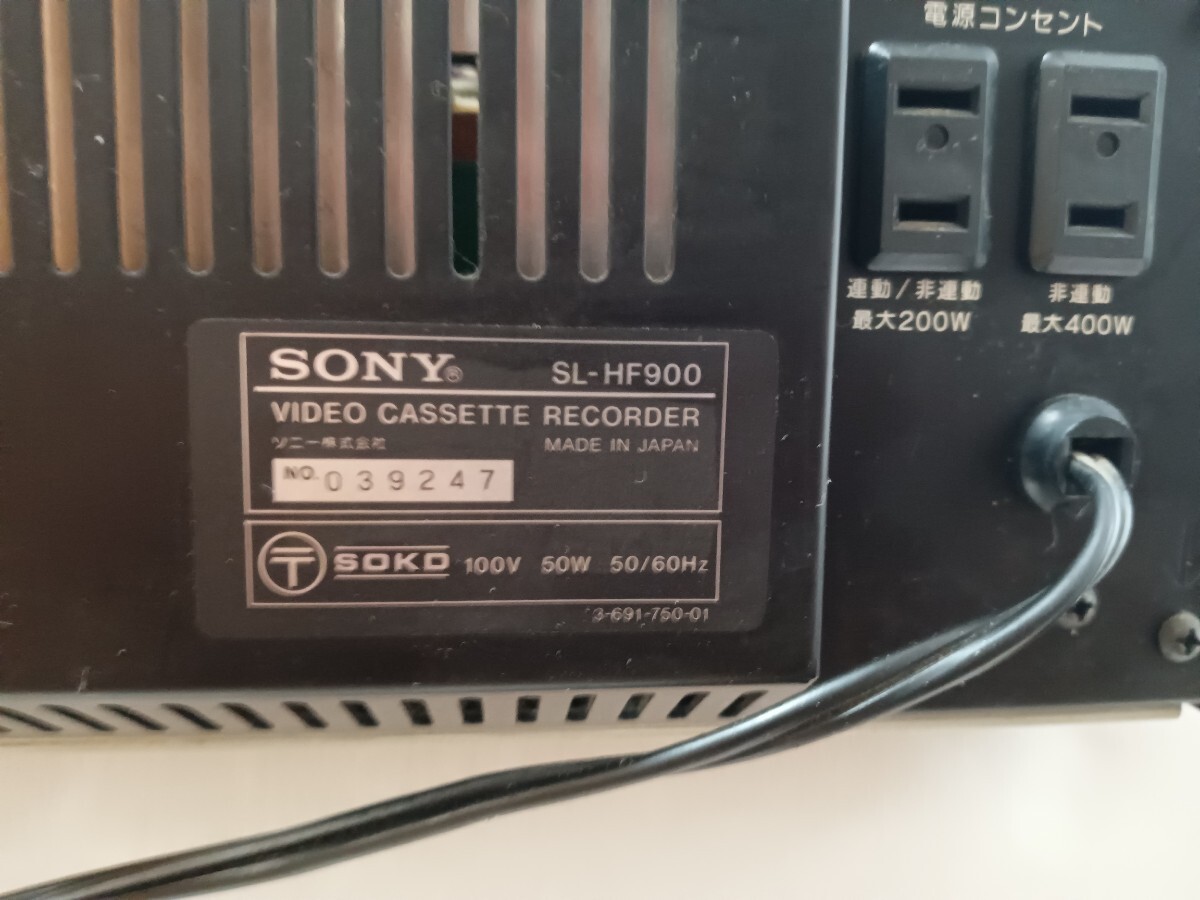 電源コンセント
連動/非連動
最大200W
非連動
最大400W
SONY® SL-HF900
VIDEO CASSETTE RECORDER
ソニー株式会社 MADE IN JAPAN
NO. 039247
T SOKD 100V 50W 50/60Hz
3-691-750-01